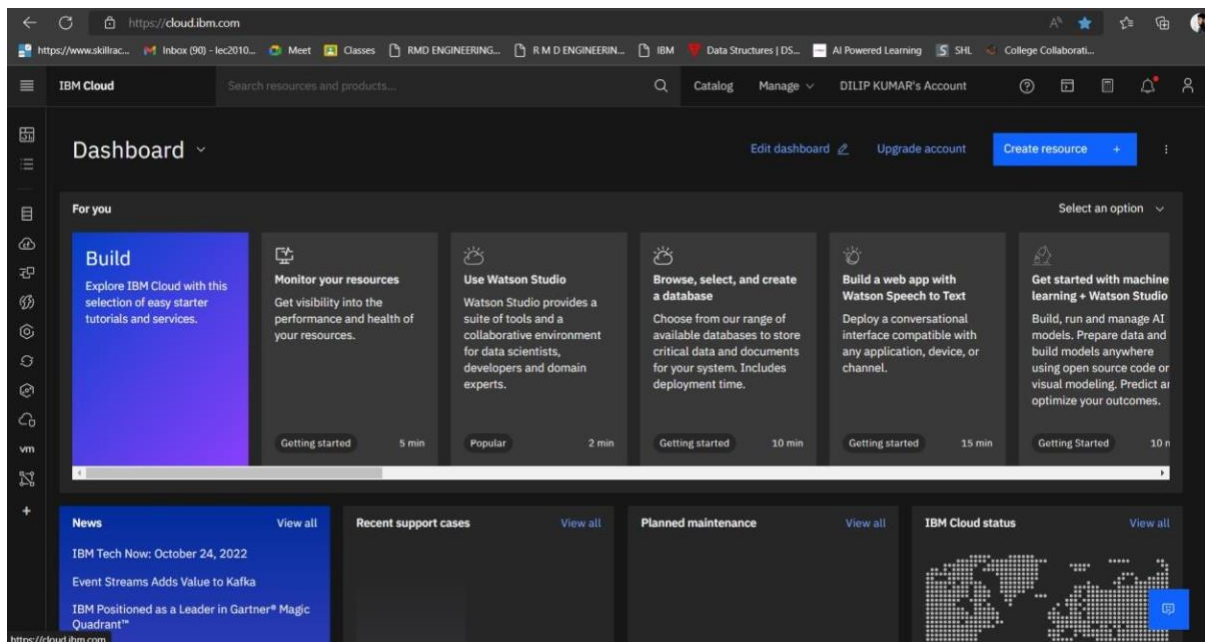 https://cloud.ibm.com
https://www.skillrac... Inbox (90) - lec2010... Meet Classes RMD ENGINEERING... R M D ENGINEERIN... IBM Data Structures | DS... AI Powered Learning SHL College Collaborati...
IBM Cloud Search resources and products... Catalog Manage DILIP KUMAR's Account
Dashboard Edit dashboard Upgrade account Create resource +
For you Select an option
Build
Explore IBM Cloud with this
selection of easy starter
tutorials and services.
Monitor your resources
Get visibility into the
performance and health of
your resources.
Getting started 5 min
Use Watson Studio
Watson Studio provides a
suite of tools and a
collaborative environment
for data scientists,
developers and domain
experts.
Popular 2 min
Browse, select, and create
a database
Choose from our range of
available databases to store
critical data and documents
for your system. Includes
deployment time.
Getting started 10 min
Build a web app with
Watson Speech to Text
Deploy a conversational
interface compatible with
any application, device, or
channel.
Getting started 15 min
Get started with machine
learning + Watson Studio
Build, run and manage AI
models. Prepare data and
build models anywhere
using open source code or
visual modeling. Predict an
optimize your outcomes.
Getting Started 10 m
vm
News View all
IBM Tech Now: October 24, 2022
Event Streams Adds Value to Kafka
IBM Positioned as a Leader in Gartner® Magic
Quadrant™
Recent support cases View all
Planned maintenance View all
IBM Cloud status View all
https://cloud.ibm.com